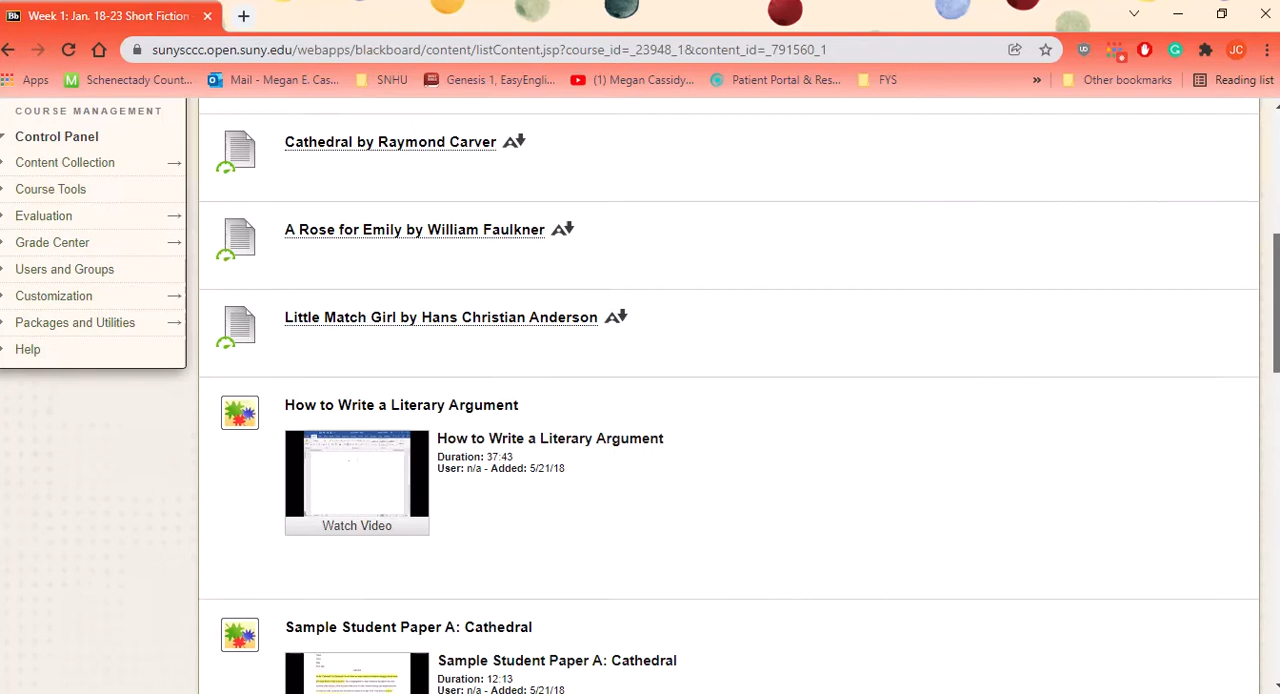 Bb Week 1: Jan. 18-23 Short Fiction
sunysccc.open.suny.edu/webapps/blackboard/content/listContent.jsp?course_id=_23948_1&content_id=_791560_1
JC
Apps
M Schenectady Count...
Mail - Megan E. Cas...
SNHU
Genesis 1, EasyEngli...
(1) Megan Cassidy...
Patient Portal & Res...
FYS
»
Other bookmarks
Reading list
COURSE MANAGEMENT
Control Panel
Content Collection
Course Tools
Evaluation
Grade Center
Users and Groups
Customization
Packages and Utilities
Help
Cathedral by Raymond Carver
A Rose for Emily by William Faulkner
Little Match Girl by Hans Christian Anderson
How to Write a Literary Argument
How to Write a Literary Argument
Duration: 37:43
User: n/a - Added: 5/21/18
Watch Video
Sample Student Paper A: Cathedral
Sample Student Paper A: Cathedral
Duration: 12:13
User: n/a - Added: 5/21/18